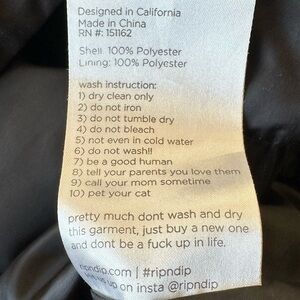 Designed in California
Made in China
RN #: 151162
Shell: 100% Polyester
Lining: 100% Polyester
wash instruction:
1) dry clean only
2) do not iron
3) do not tumble dry
4) do not bleach
5) not even in cold water
6) do not wash!!
7) be a good human
8) tell your parents you love them
9) call your mom sometime
10) pet your cat
pretty much dont wash and dry
this garment, just buy a new one
and dont be a fuck up in life.
ripndip.com | #ripndip
us up on insta @ripndip